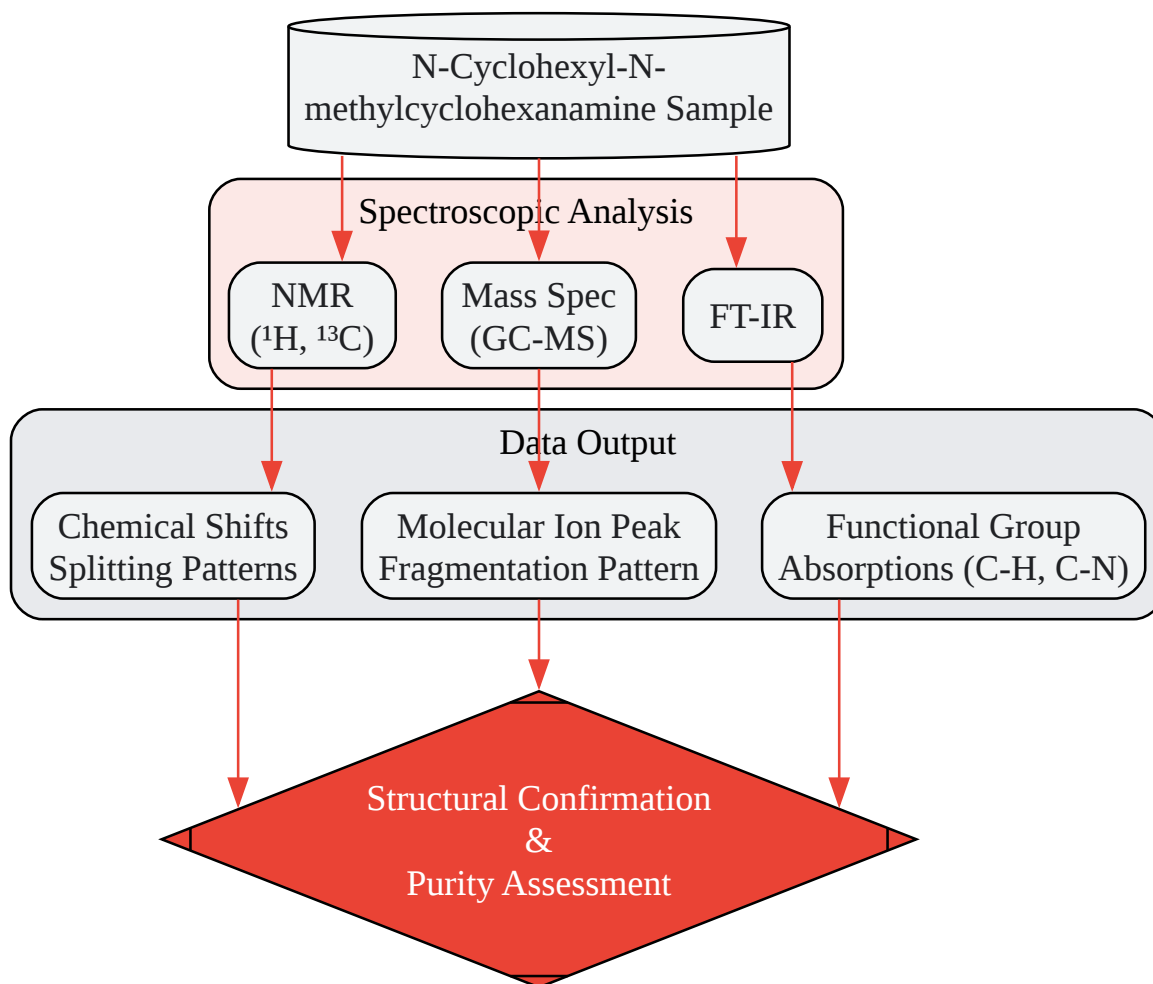 N-Cyclohexyl-N-
methylcyclohexanamine Sample
Spectroscopic Analysis
NMR
(¹H, ¹³C)
Mass Spec
(GC-MS)
FT-IR
Data Output
Chemical Shifts
Splitting Patterns
Molecular Ion Peak
Fragmentation Pattern
Functional Group
Absorptions (C-H, C-N)
Structural Confirmation
&
Purity Assessment